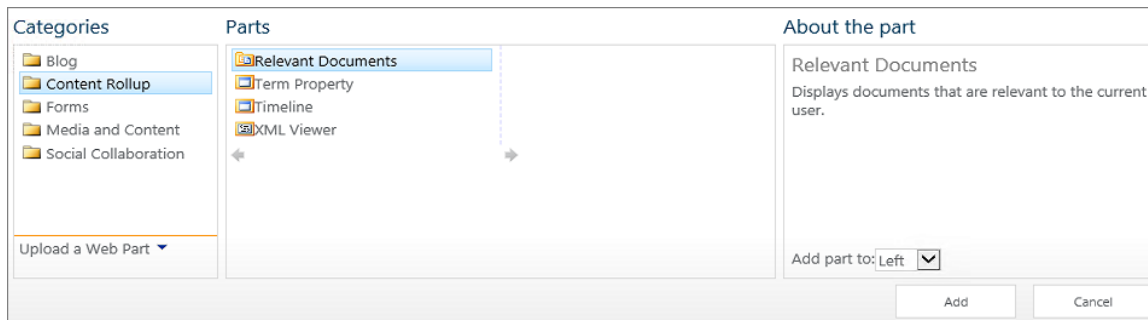 Categories
Blog
Content Rollup
Forms
Media and Content
Social Collaboration
Upload a Web Part
Parts
Relevant Documents
Term Property
Timeline
XML Viewer
About the part
Relevant Documents
Displays documents that are relevant to the current
user.
Add part to: Left
Add
Cancel